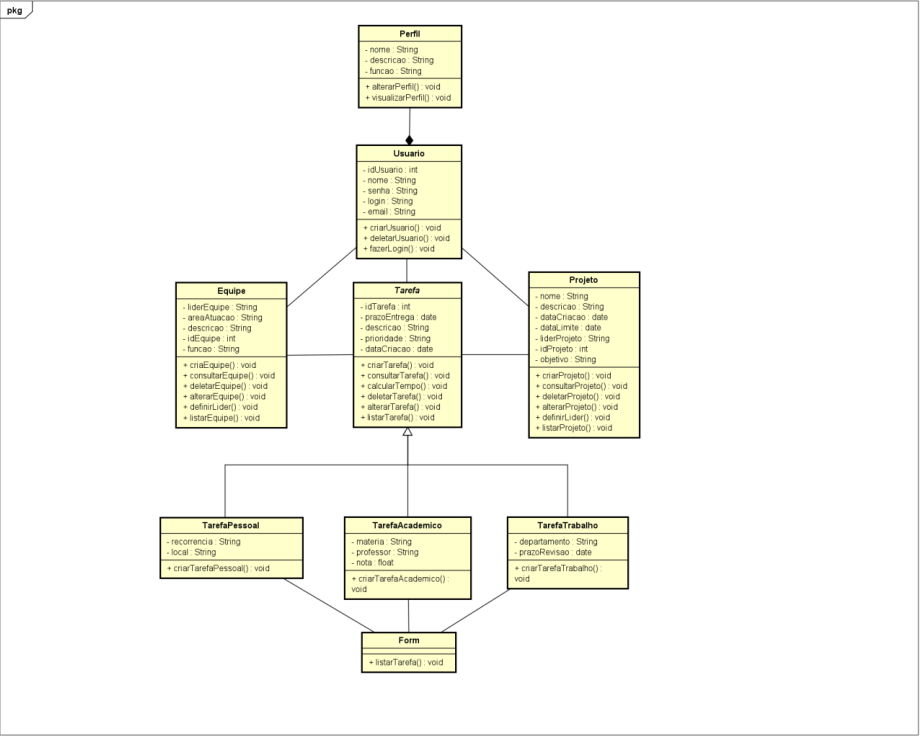 pkg
Perfil
- nome : String
- descricao : String
- funcao : String
+ alterarPerfil() : void
+ visualizarPerfil() : void
Usuario
- idUsuario : int
- nome : String
- senha : String
- login : String
- email : String
+ criarUsuario() : void
+ deletarUsuario() : void
+ fazerLogin() : void
Equipe
- liderEquipe : String
- areaAtuacao : String
- descricao : String
- idEquipe : int
- funcao : String
+ criaEquipe() : void
+ consultarEquipe() : void
+ deletarEquipe() : void
+ alterarEquipe() : void
+ definirLider() : void
+ listarEquipe() : void
Tarefa
- idTarefa : int
- prazoEntrega : date
- descricao : String
- prioridade : String
- dataCriacao : date
+ criarTarefa() : void
+ consultarTarefa() : void
+ calcularTempo() : void
+ deletarTarefa() : void
+ alterarTarefa() : void
+ listarTarefa() : void
Projeto
- nome : String
- descricao : String
- dataCriacao : date
- dataLimite : date
- liderProjeto : String
- idProjeto : int
- objetivo : String
+ criarProjeto() : void
+ consultarProjeto() : void
+ deletarProjeto() : void
+ alterarProjeto() : void
+ definirLider() : void
+ listarProjeto() : void
TarefaPessoal
- recorrencia : String
- local : String
+ criarTarefaPessoal() : void
TarefaAcademico
- materia : String
- professor : String
- nota : float
+ criarTarefaAcademico() :
void
TarefaTrabalho
- departamento : String
- prazoRevisao : date
+ criarTarefaTrabalho() :
void
Form
+ listarTarefa() : void